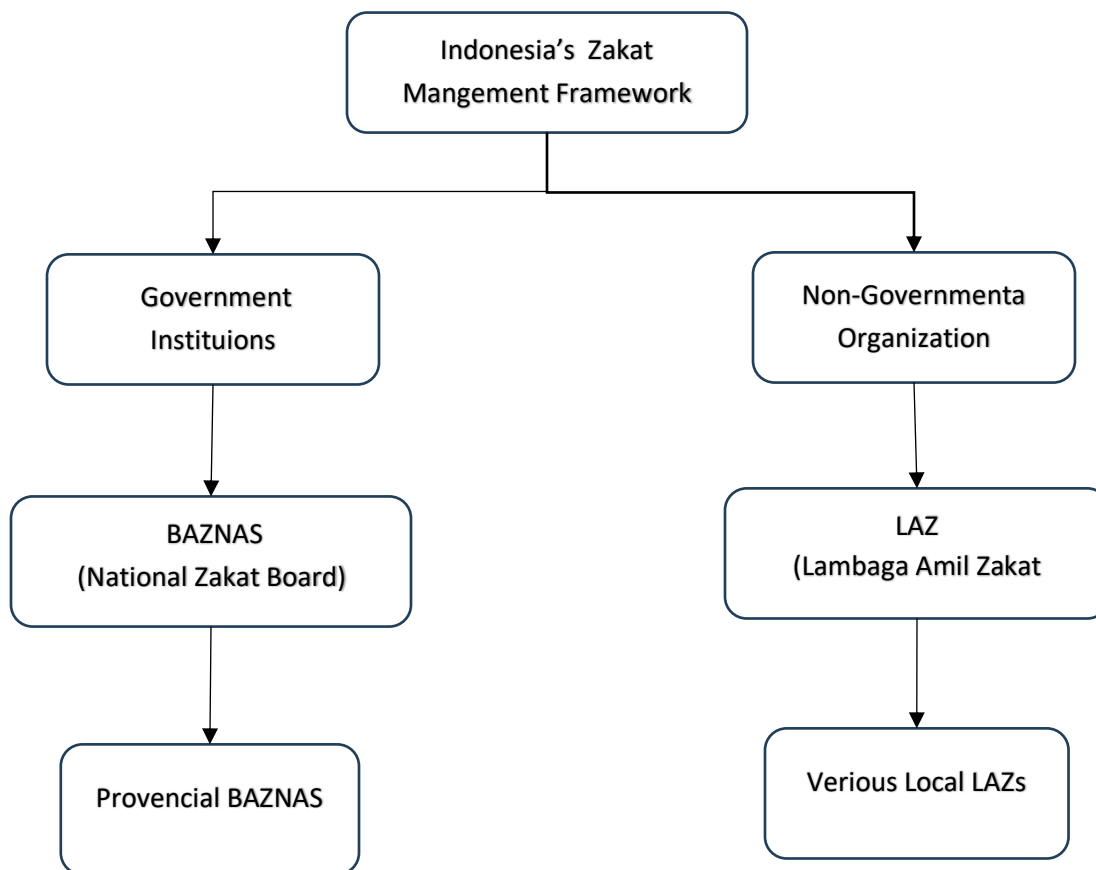 Indonesia's Zakat
Mangement Framework
Government
Instituions
Non-Governmenta
Organization
BAZNAS
(National Zakat Board)
LAZ
(Lambaga Amil Zakat
Provencial BAZNAS
Verious Local LAZs